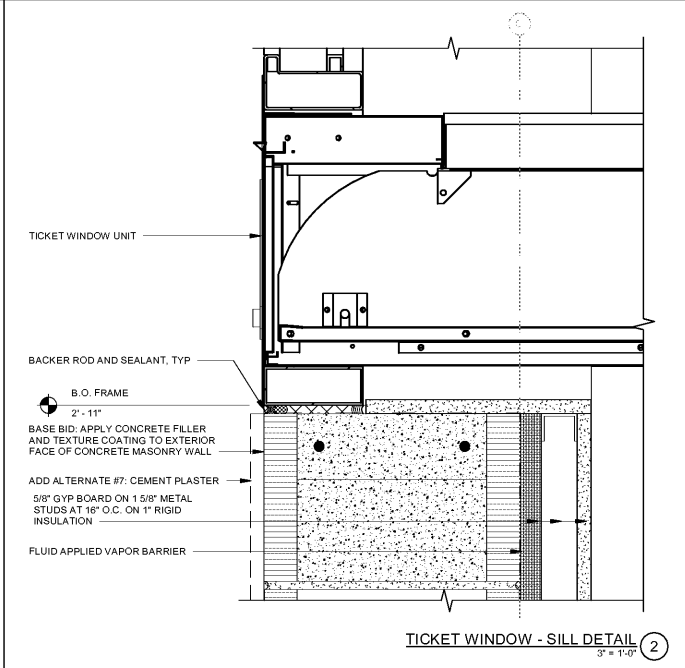 TICKET WINDOW UNIT
BACKER ROD AND SEALANT, TYP
B.O. FRAME
2' - 11"
BASE BID: APPLY CONCRETE FILLER
AND TEXTURE COATING TO EXTERIOR
FACE OF CONCRETE MASONRY WALL
ADD ALTERNATE #7: CEMENT PLASTER
5/8" GYP BOARD ON 1 5/8" METAL
STUDS AT 16" O.C. ON 1" RIGID
INSULATION
FLUID APPLIED VAPOR BARRIER
TICKET WINDOW - SILL DETAIL
3" = 1'-0"
2